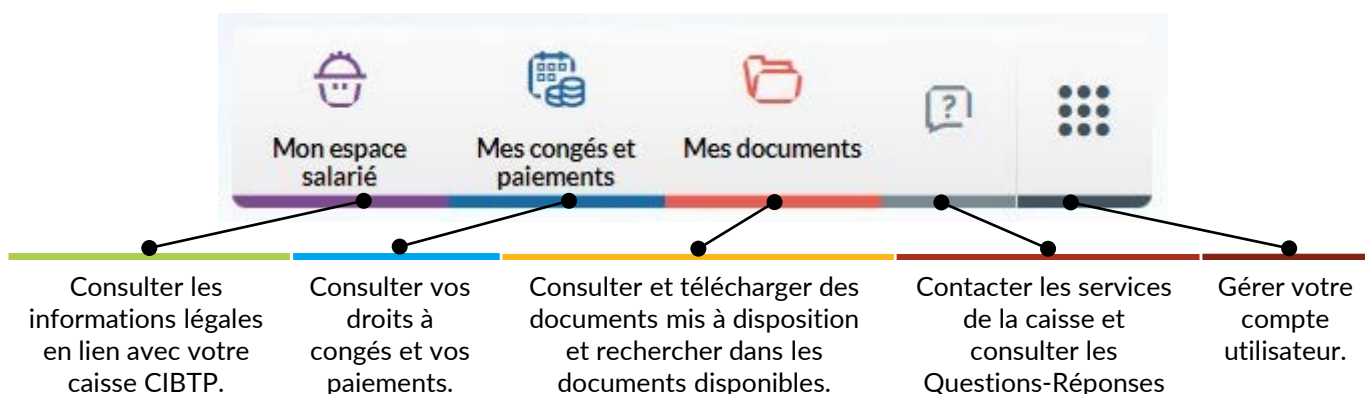 Mon espace
salarié
Mes congés et
paiements
Mes documents
?
Consulter les
informations légales
en lien avec votre
caisse CIBTP.
Consulter vos
droits à
congés et vos
paiements.
Consulter et télécharger des
documents mis à disposition
et rechercher dans les
documents disponibles.
Contacter les services
de la caisse et
consulter les
Questions-Réponses
Gérer votre
compte
utilisateur.